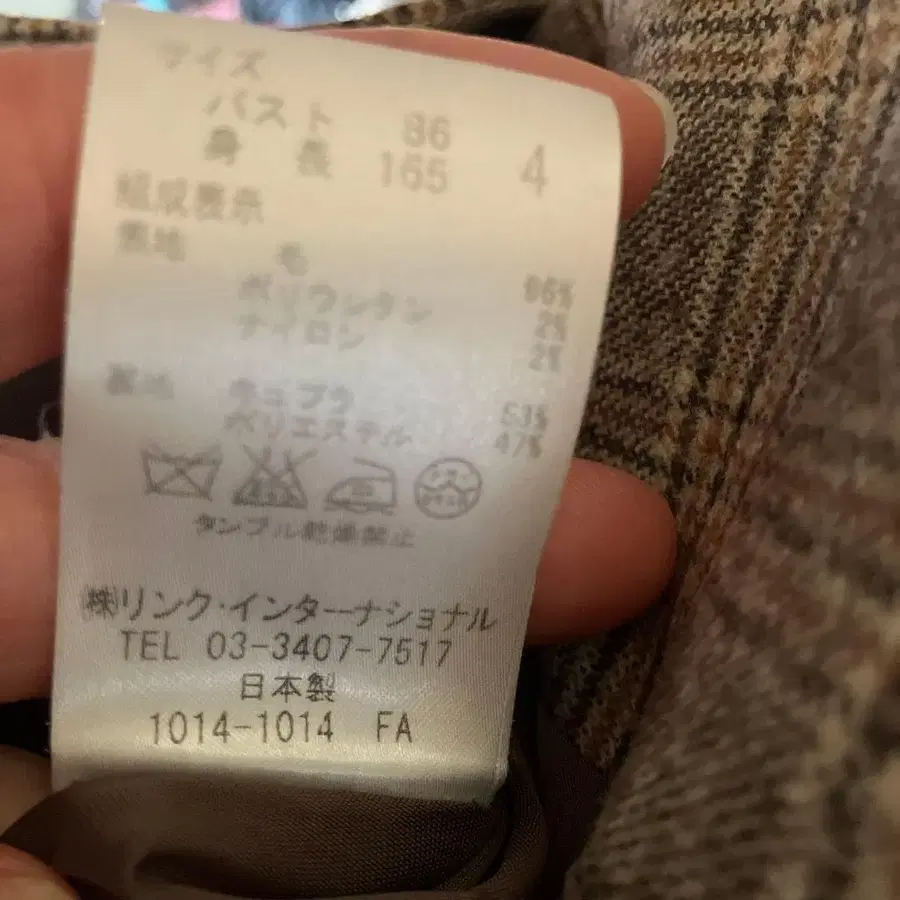 サイズ
バスト 86
身長 165 4
組成表示
表地 毛 96%
ポリウレタン 2%
ナイロン 2%
裏地 キュプラ 53%
ポリエステル 47%
タンブル乾燥禁止
㈱リンク・インターナショナル
TEL 03-3407-7517
日本製
1014-1014 FA